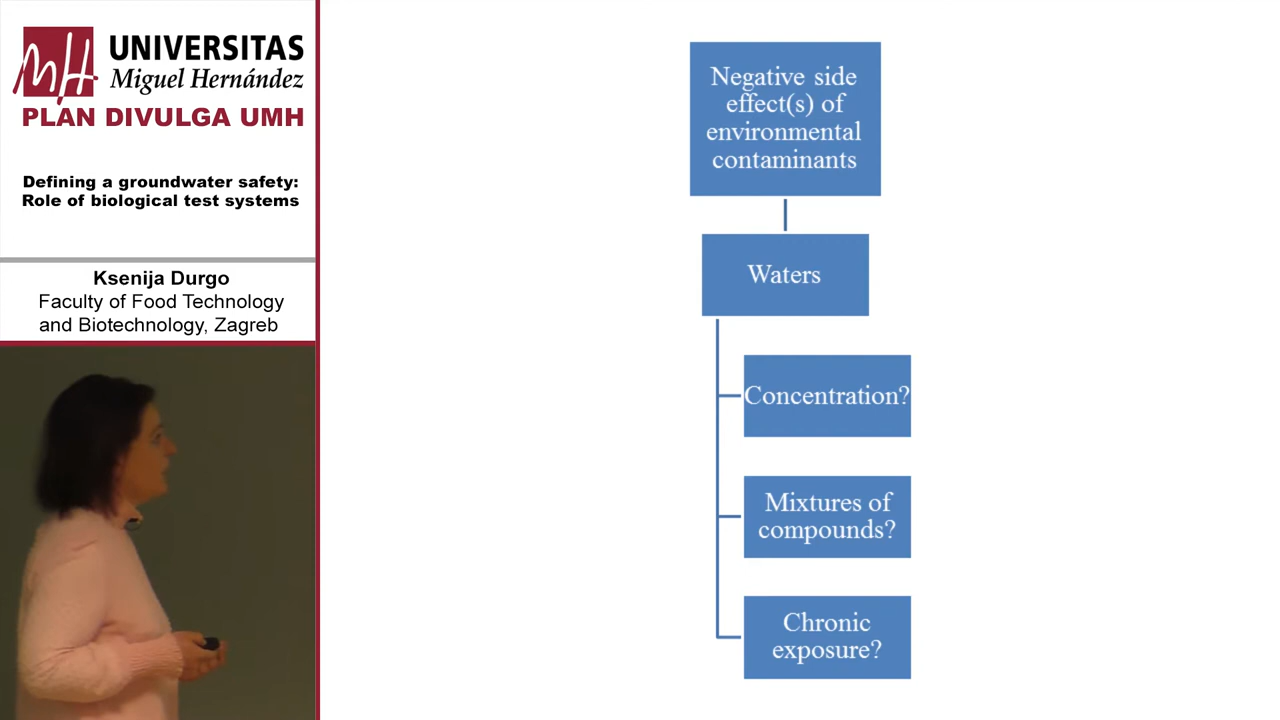 UNIVERSITAS
Miguel Hernández
PLAN DIVULGA UMH
Defining a groundwater safety:
Role of biological test systems
Ksenija Durgo
Faculty of Food Technology
and Biotechnology, Zagreb
Negative side
effect(s) of
environmental
contaminants
Waters
Concentration?
Mixtures of
compounds?
Chronic
exposure?